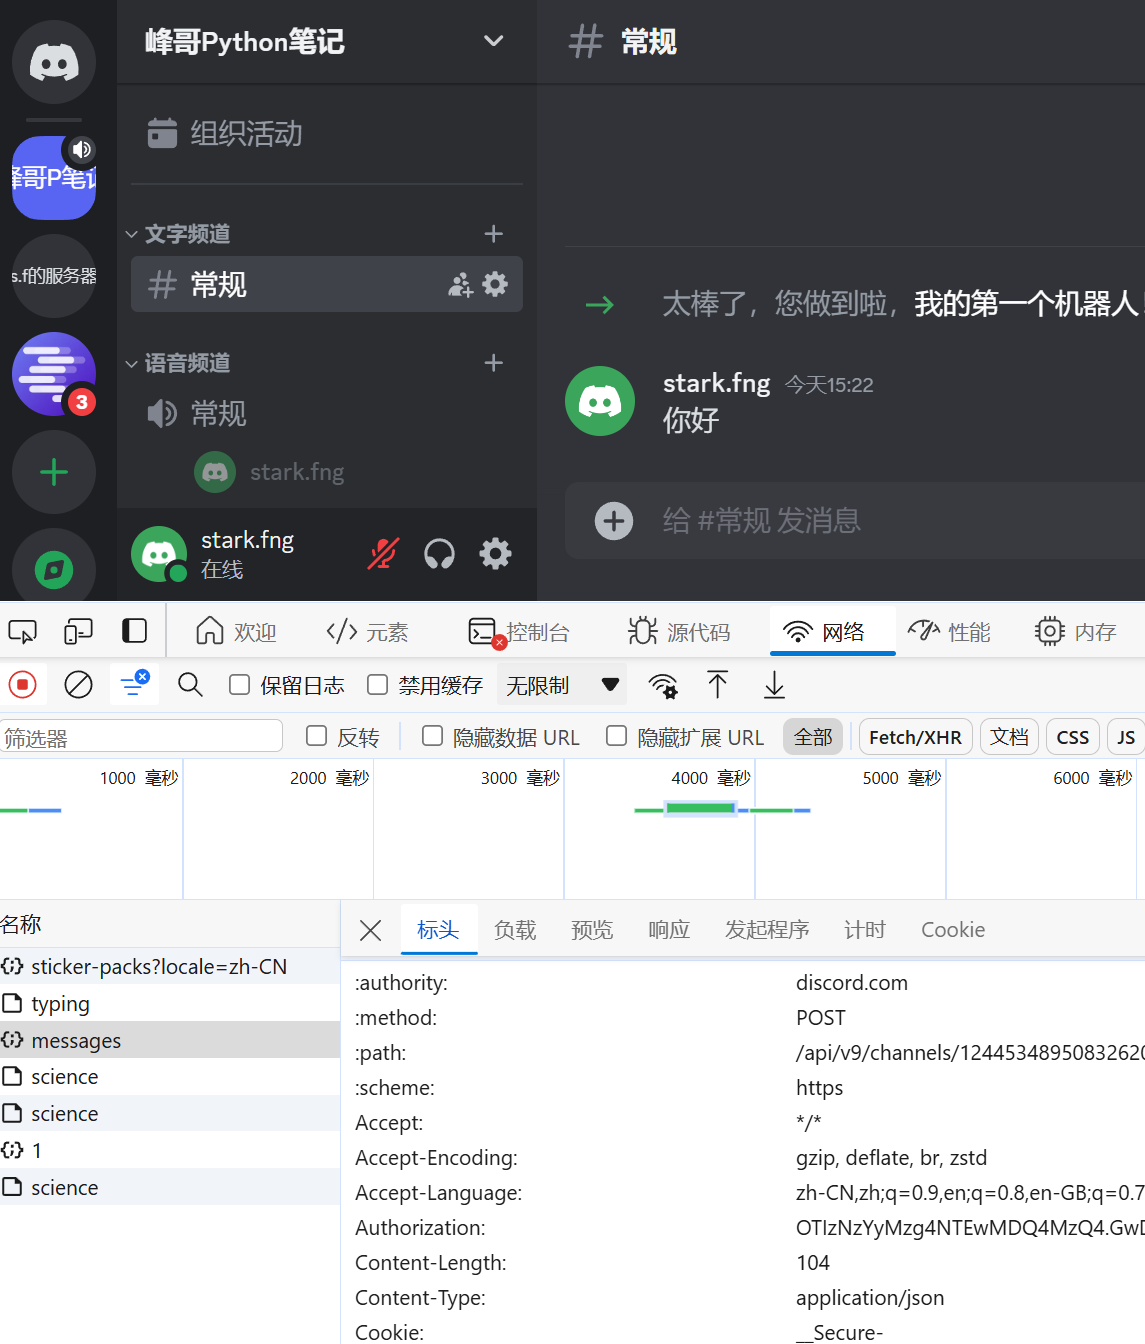 峰哥Python笔记
常规
峰哥P笔记
组织活动
s.f的服务器
文字频道
常规
语音频道
常规
3
stark.fng
stark.fng
在线
太棒了，您做到啦，我的第一个机器人
stark.fng 今天15:22
你好
给 #常规 发消息
欢迎 元素 控制台 源代码 网络 性能 内存
保留日志 禁用缓存 无限制
筛选器 反转 隐藏数据 URL 隐藏扩展 URL 全部 Fetch/XHR 文档 CSS JS
1000 毫秒 2000 毫秒 3000 毫秒 4000 毫秒 5000 毫秒 6000 毫秒
名称
sticker-packs?locale=zh-CN
typing
messages
science
science
1
science
标头 负载 预览 响应 发起程序 计时 Cookie
:authority: discord.com
:method: POST
:path: /api/v9/channels/12445348950832620
:scheme: https
Accept: */*
Accept-Encoding: gzip, deflate, br, zstd
Accept-Language: zh-CN,zh;q=0.9,en;q=0.8,en-GB;q=0.7
Authorization: OTIzNzYyMzg4NTEwMDQ4MzQ4.GwD
Content-Length: 104
Content-Type: application/json
Cookie: __Secure-